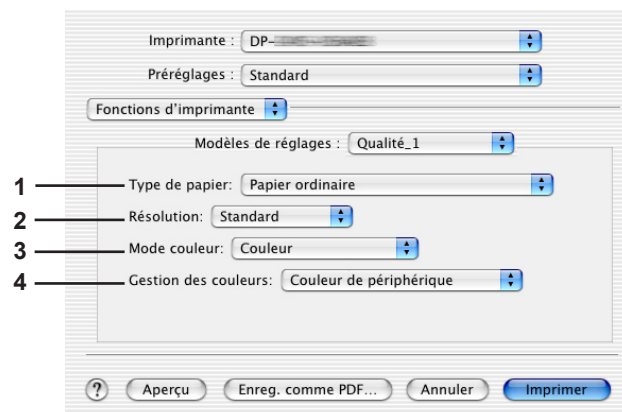 Imprimante : DP-
Préréglages : Standard
Fonctions d'imprimante
Modèles de réglages : Qualité_1
1 Type de papier: Papier ordinaire
2 Résolution: Standard
3 Mode couleur: Couleur
4 Gestion des couleurs: Couleur de périphérique
? Aperçu Enreg. comme PDF... Annuler Imprimer